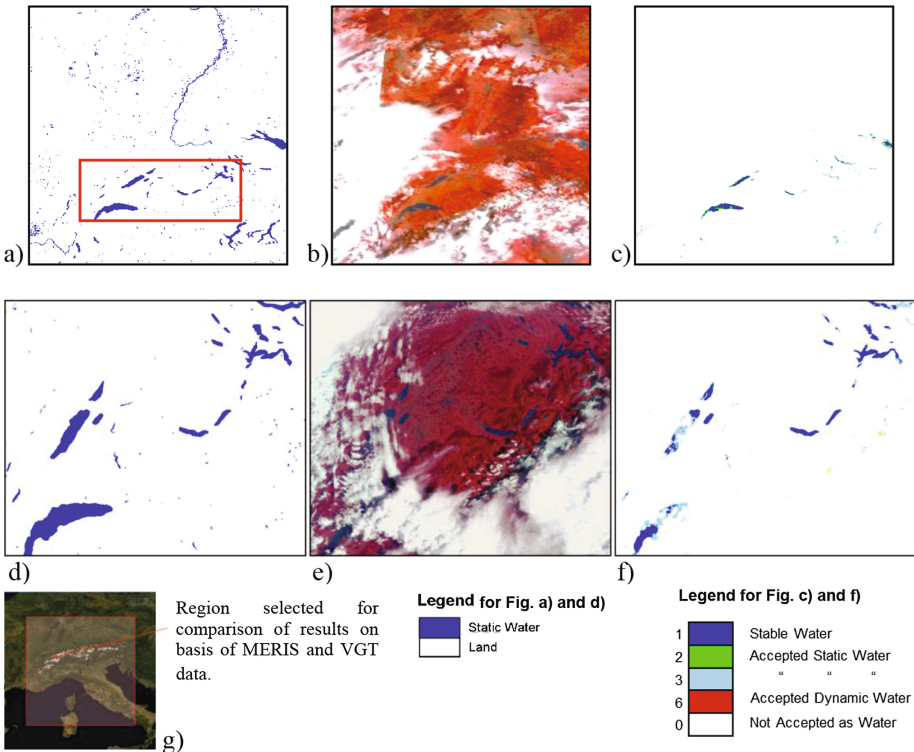 a)
b)
c)
d)
e)
f)
g)
Region selected for
comparison of results on
basis of MERIS and VGT
data.
Legend for Fig. a) and d)
Static Water
Land
Legend for Fig. c) and f)
1 Stable Water
2 Accepted Static Water
3 “ “ “
6 Accepted Dynamic Water
0 Not Accepted as Water